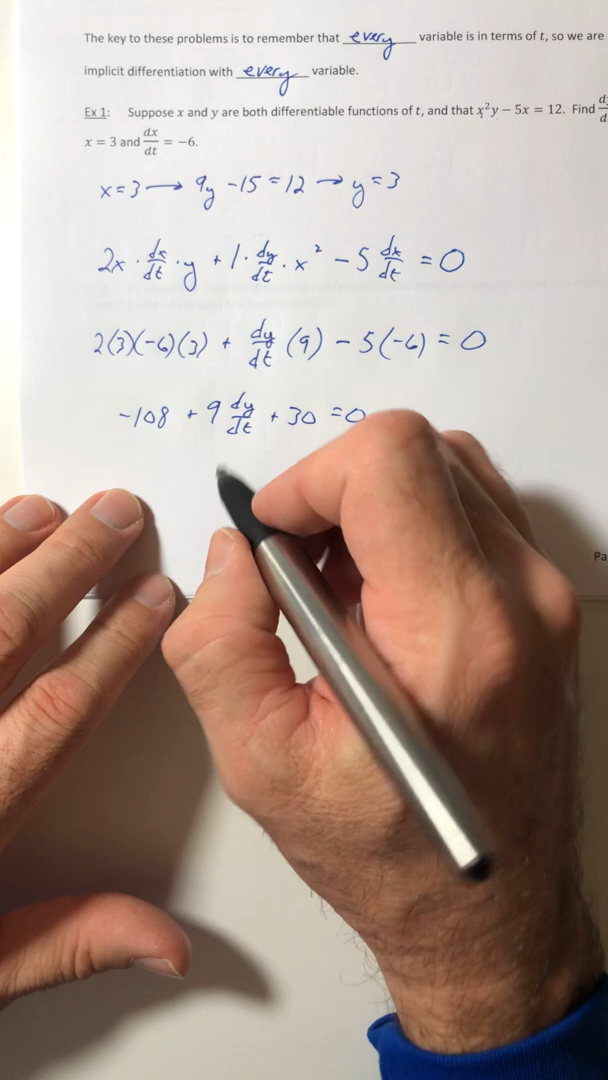 The key to these problems is to remember that every variable is in terms of t, so we are
implicit differentiation with every variable.
Ex 1: Suppose x and y are both differentiable functions of t, and that x²y − 5x = 12. Find
x = 3 and dx/dt = −6.
x=3 → 9y -15 = 12 → y=3
2x · dx/dt · y + 1 · dy/dt · x² - 5 dx/dt = 0
2(3)(-6)(3) + dy/dt (9) - 5(-6) = 0
-108 + 9 dy/dt + 30 = 0